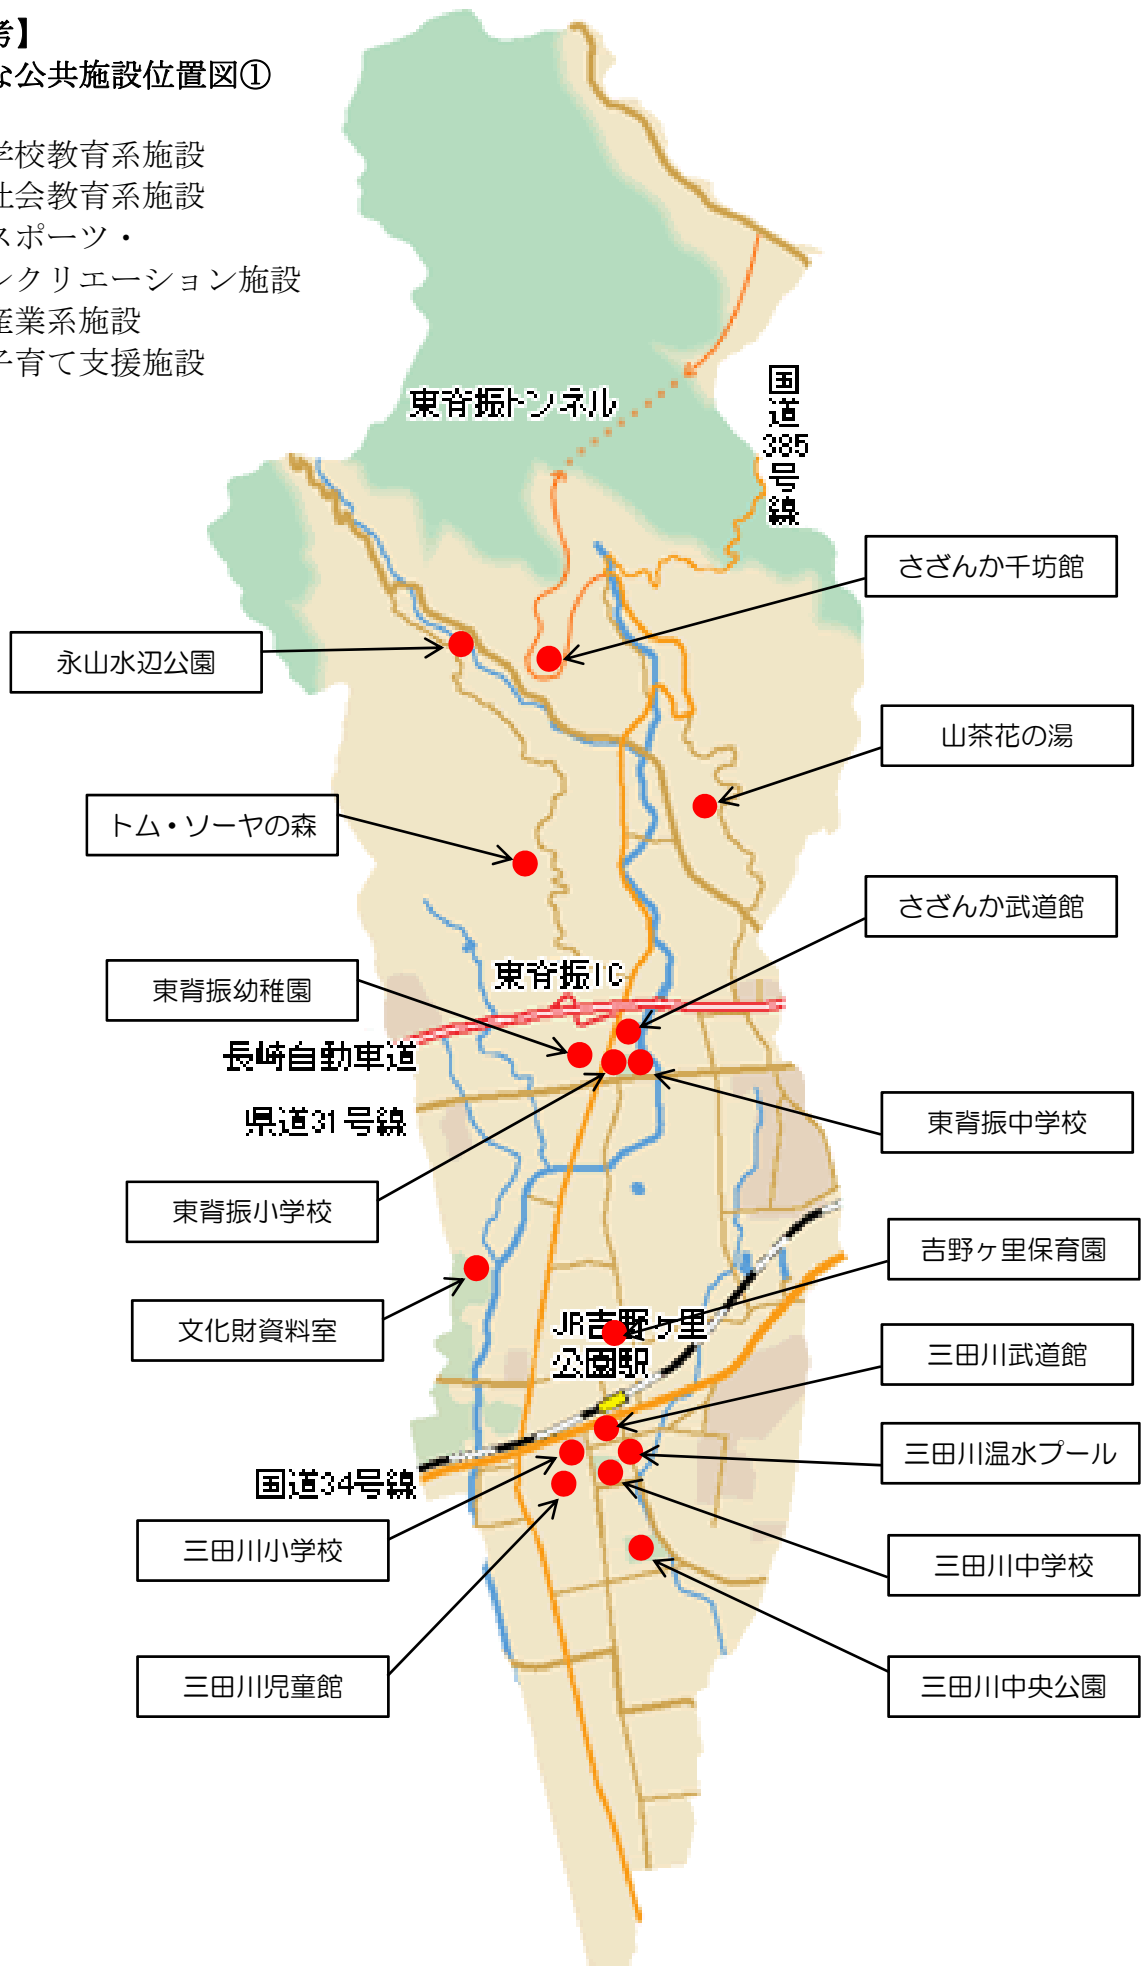 考】
な公共施設位置図①
学校教育系施設
社会教育系施設
スポーツ・
レクリエーション施設
産業系施設
子育て支援施設
東背振トンネル
国道385号線
さざんか千坊館
永山水辺公園
山茶花の湯
トム・ソーヤの森
さざんか武道館
東背振IC
東脊振幼稚園
長崎自動車道
県道31号線
東脊振中学校
東脊振小学校
吉野ヶ里保育園
文化財資料室
JR吉野ヶ里
公園駅
三田川武道館
三田川温水プール
国道34号線
三田川小学校
三田川中学校
三田川児童館
三田川中央公園